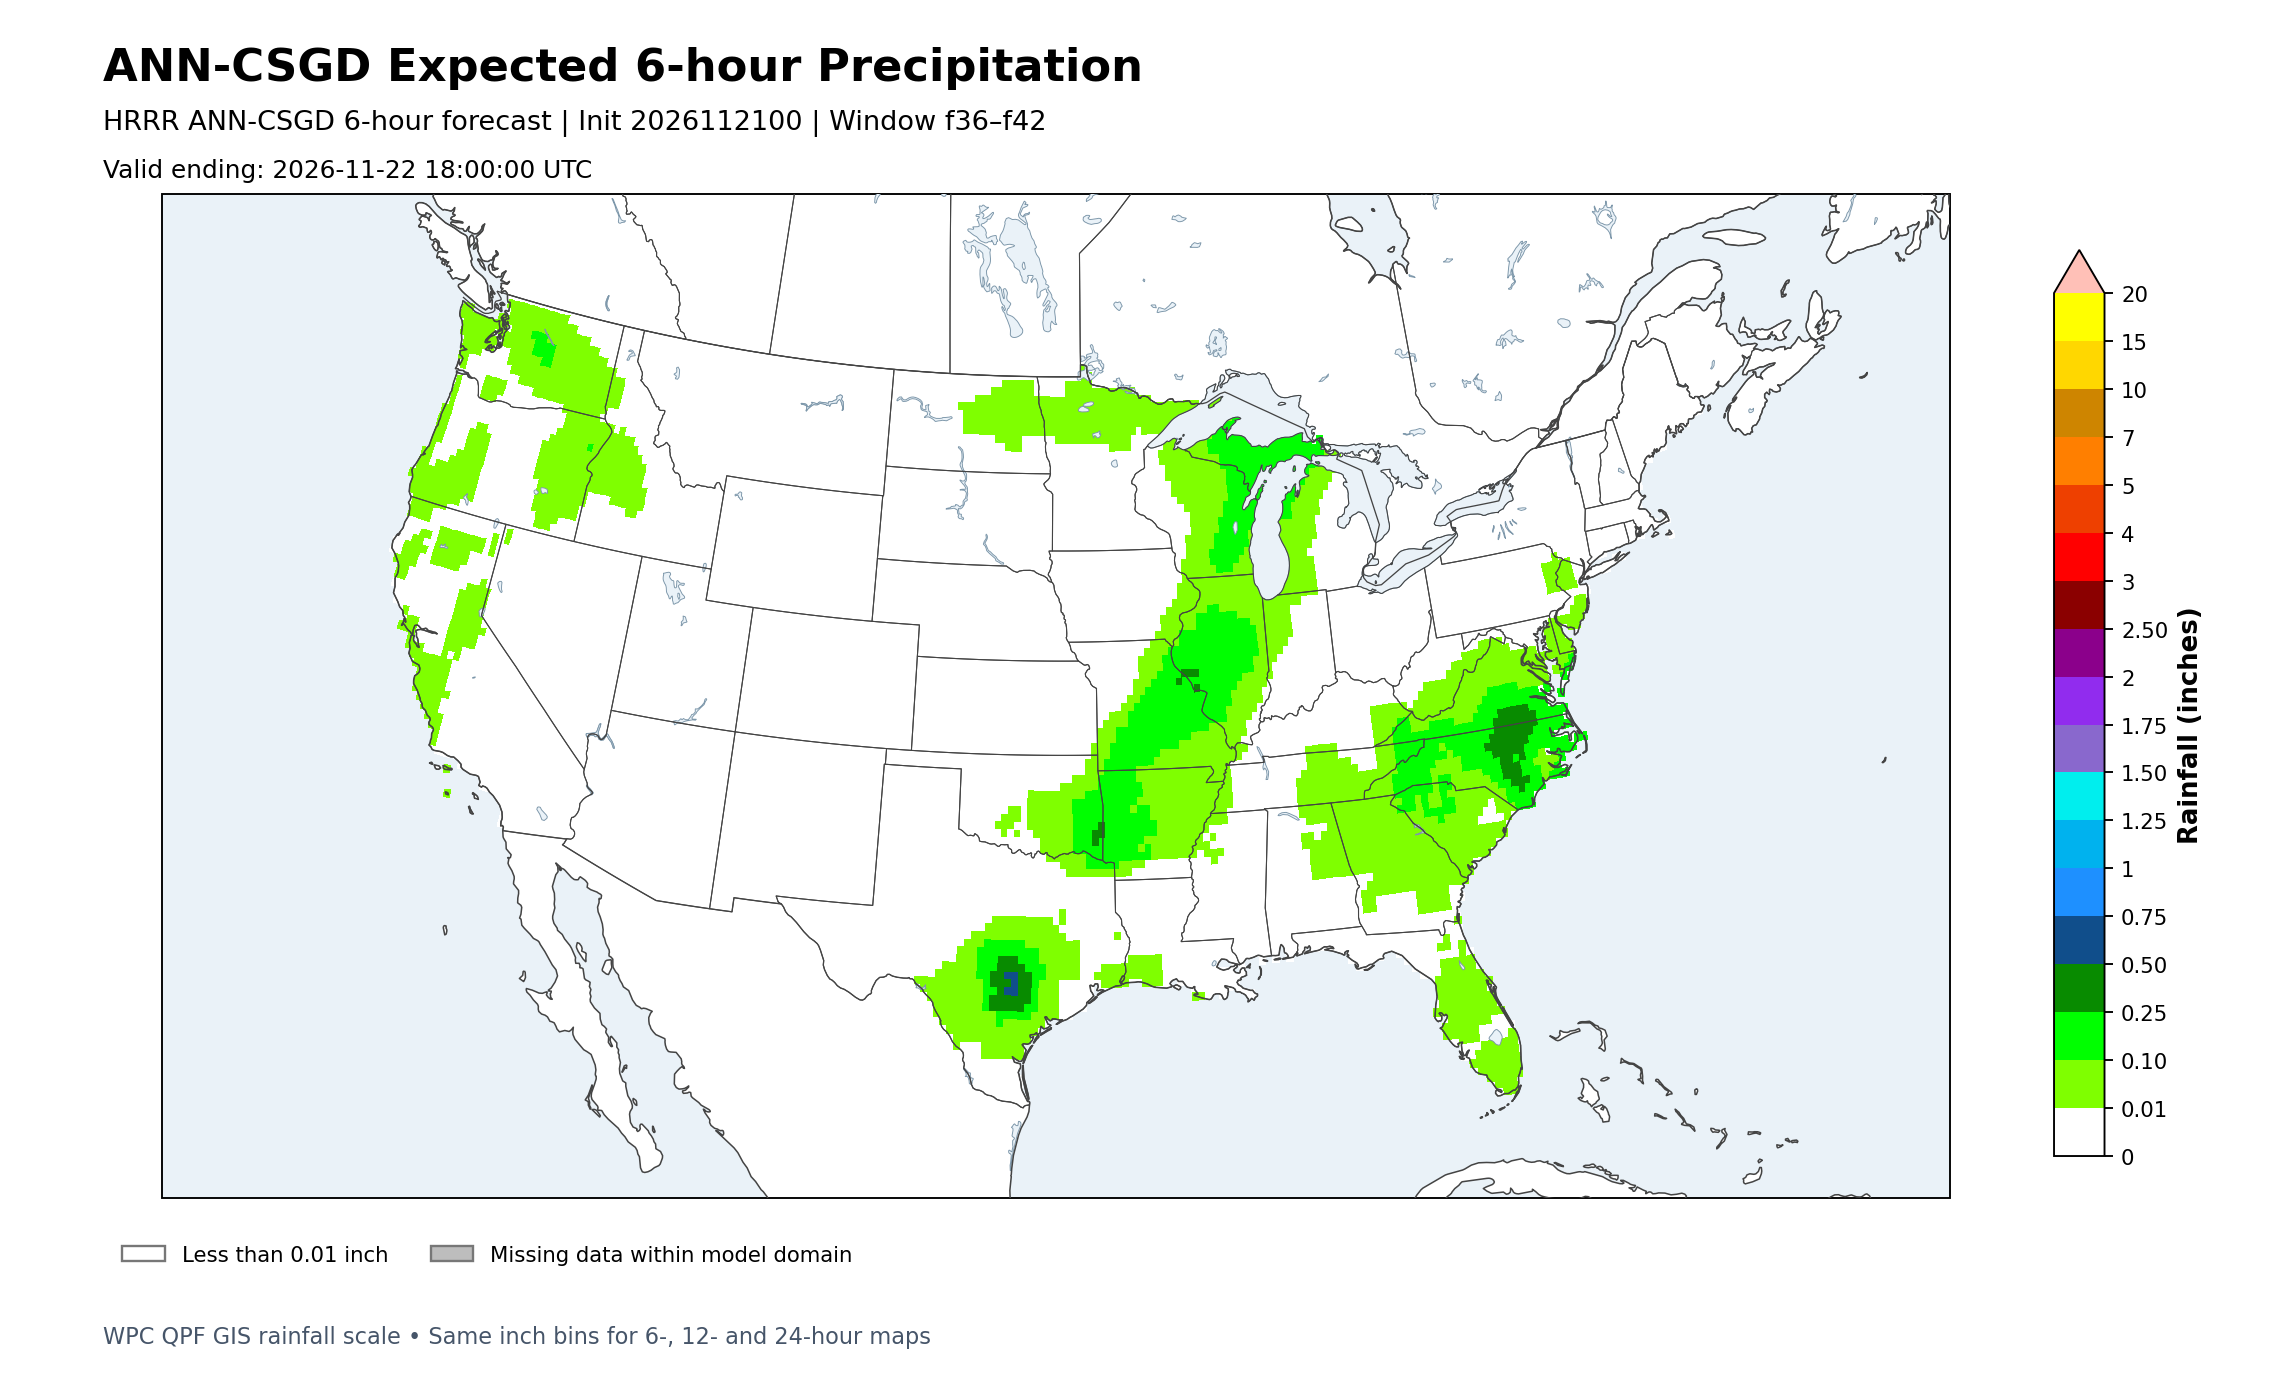 ANN-CSGD Expected 6-hour Precipitation
HRRR ANN-CSGD 6-hour forecast | Init 2026112100 | Window f36–f42
Valid ending: 2026-11-22 18:00:00 UTC
20
15
10
7
5
4
3
2.50
2
1.75
1.50
1.25
1
0.75
0.50
0.25
0.10
0.01
0
Rainfall (inches)
Less than 0.01 inch
Missing data within model domain
WPC QPF GIS rainfall scale • Same inch bins for 6-, 12- and 24-hour maps